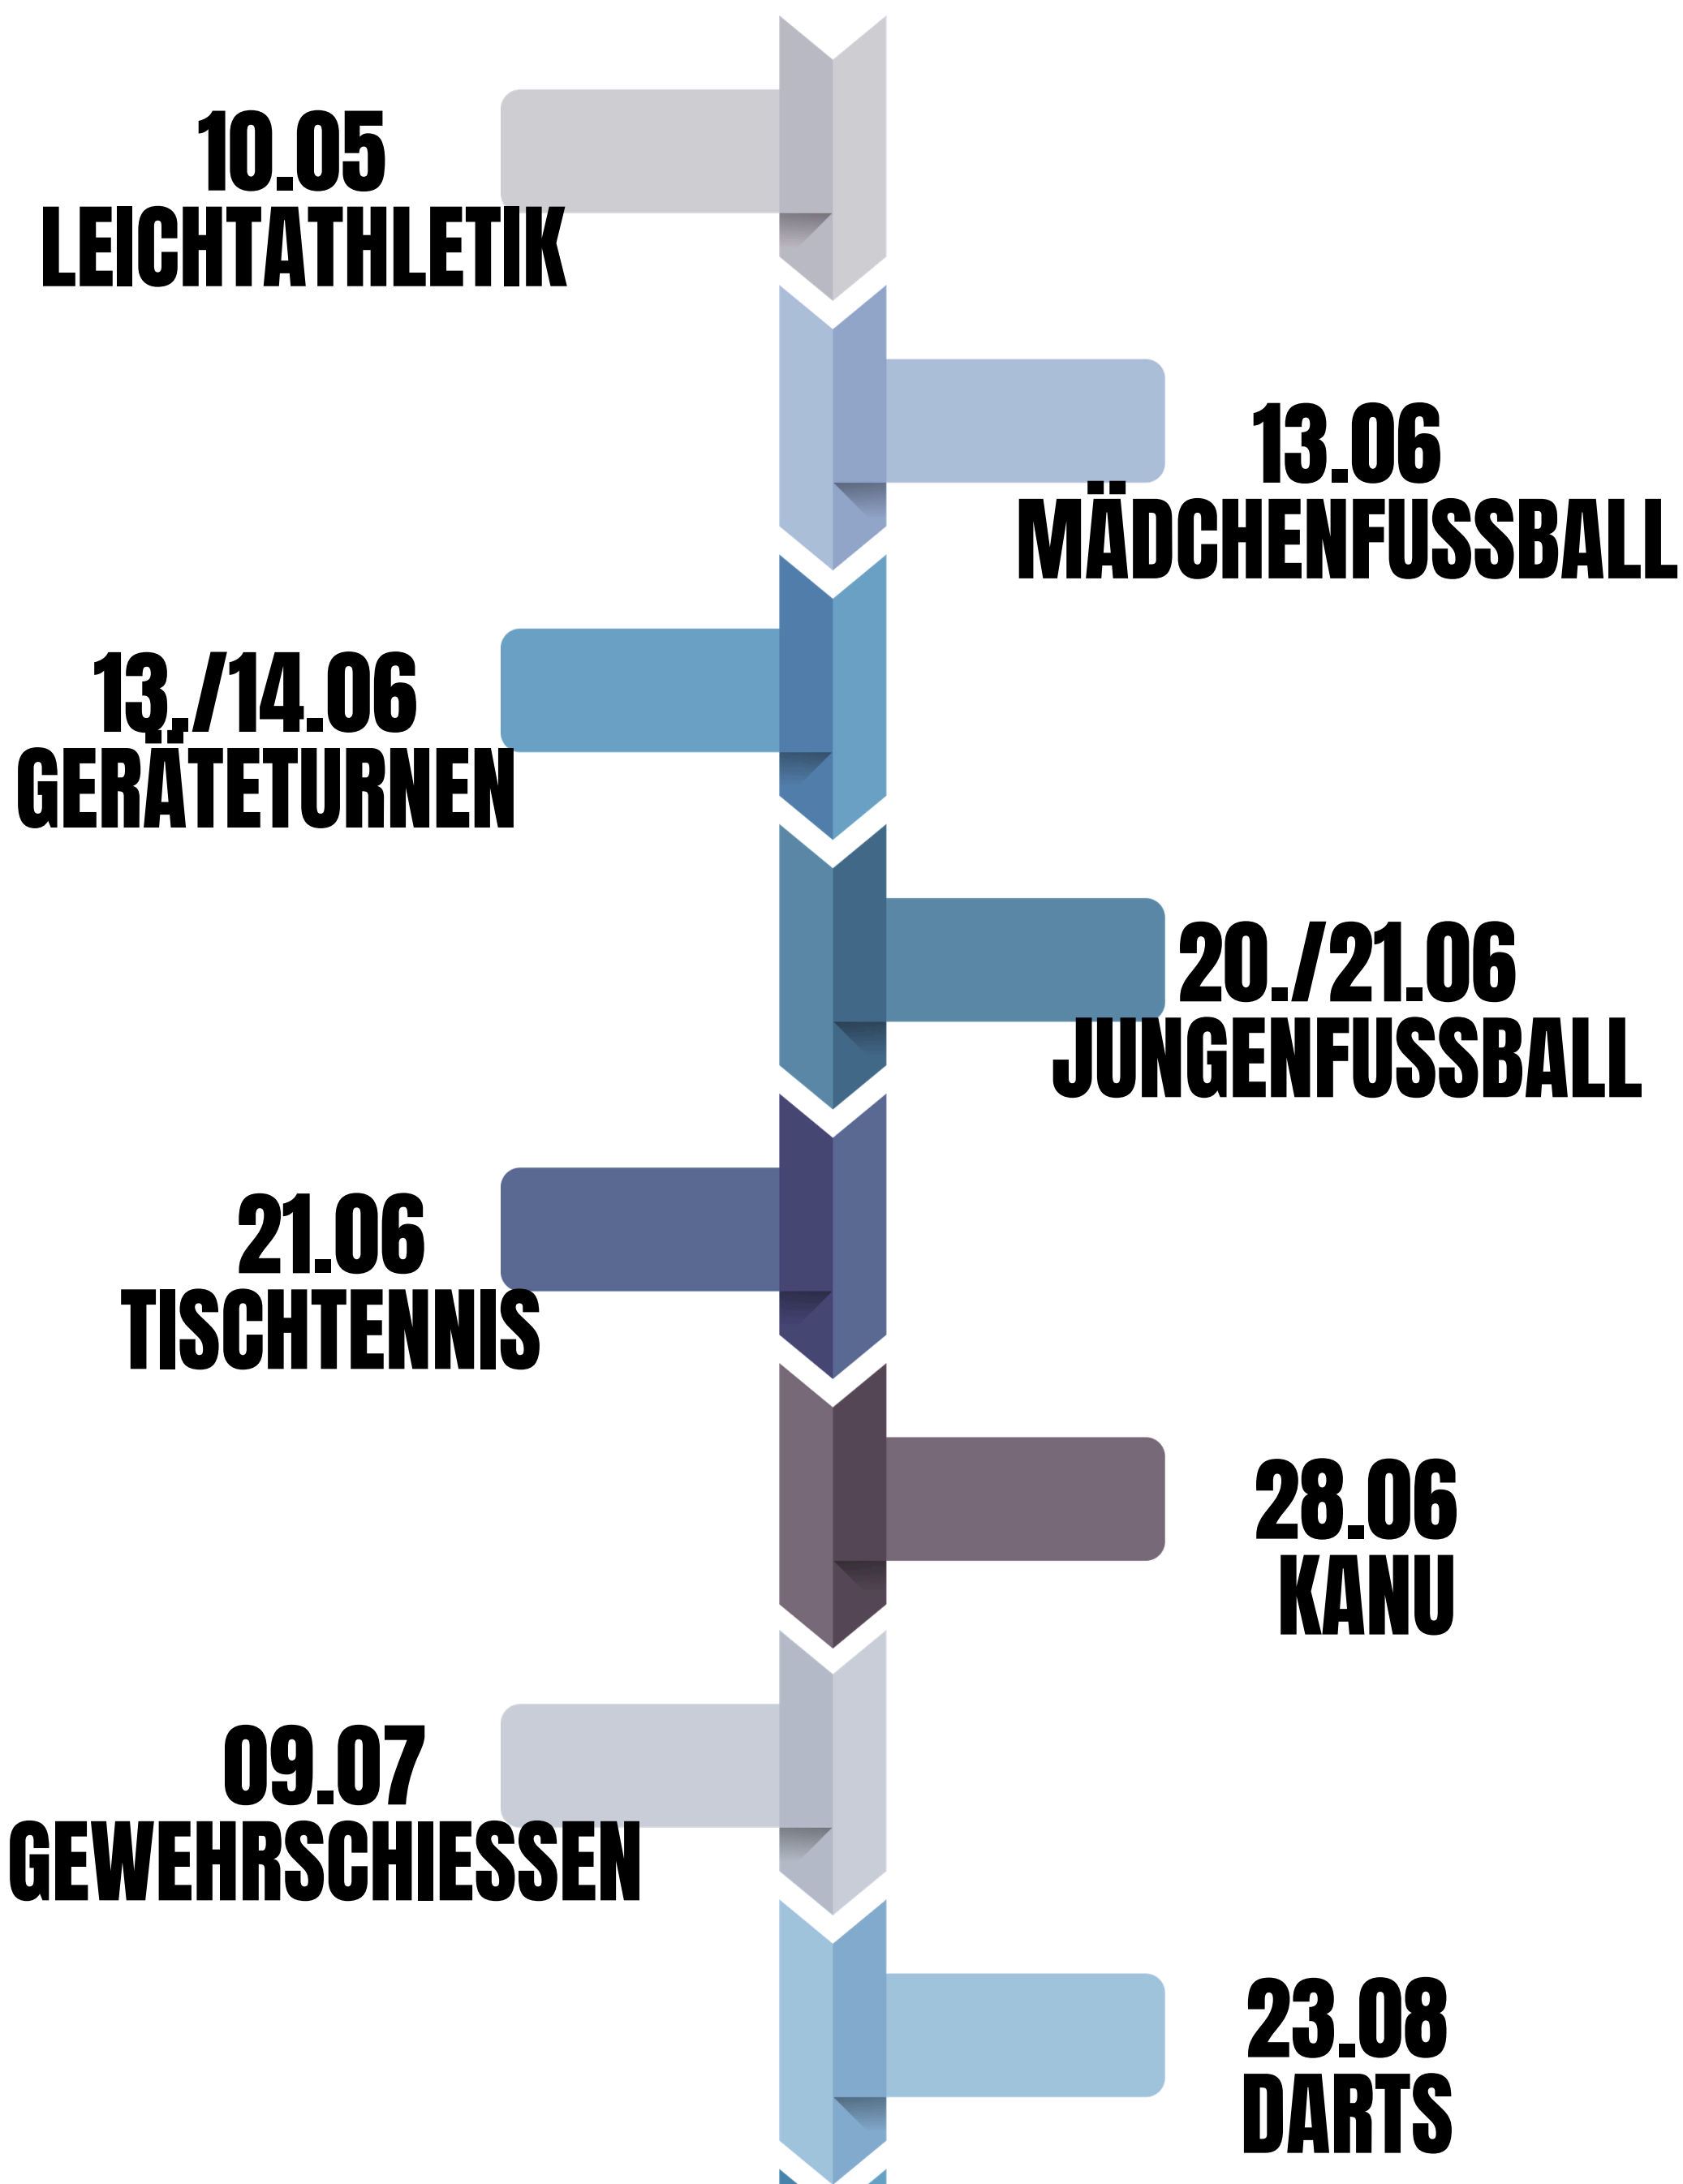 10.05
LEICHTATHLETIK
13.06
MÄDCHENFUSSBALL
13./14.06
GERÄTETURNEN
20./21.06
JUNGENFUSSBALL
21.06
TISCHTENNIS
28.06
KANU
09.07
GEWEHRSCHIESSEN
23.08
DARTS